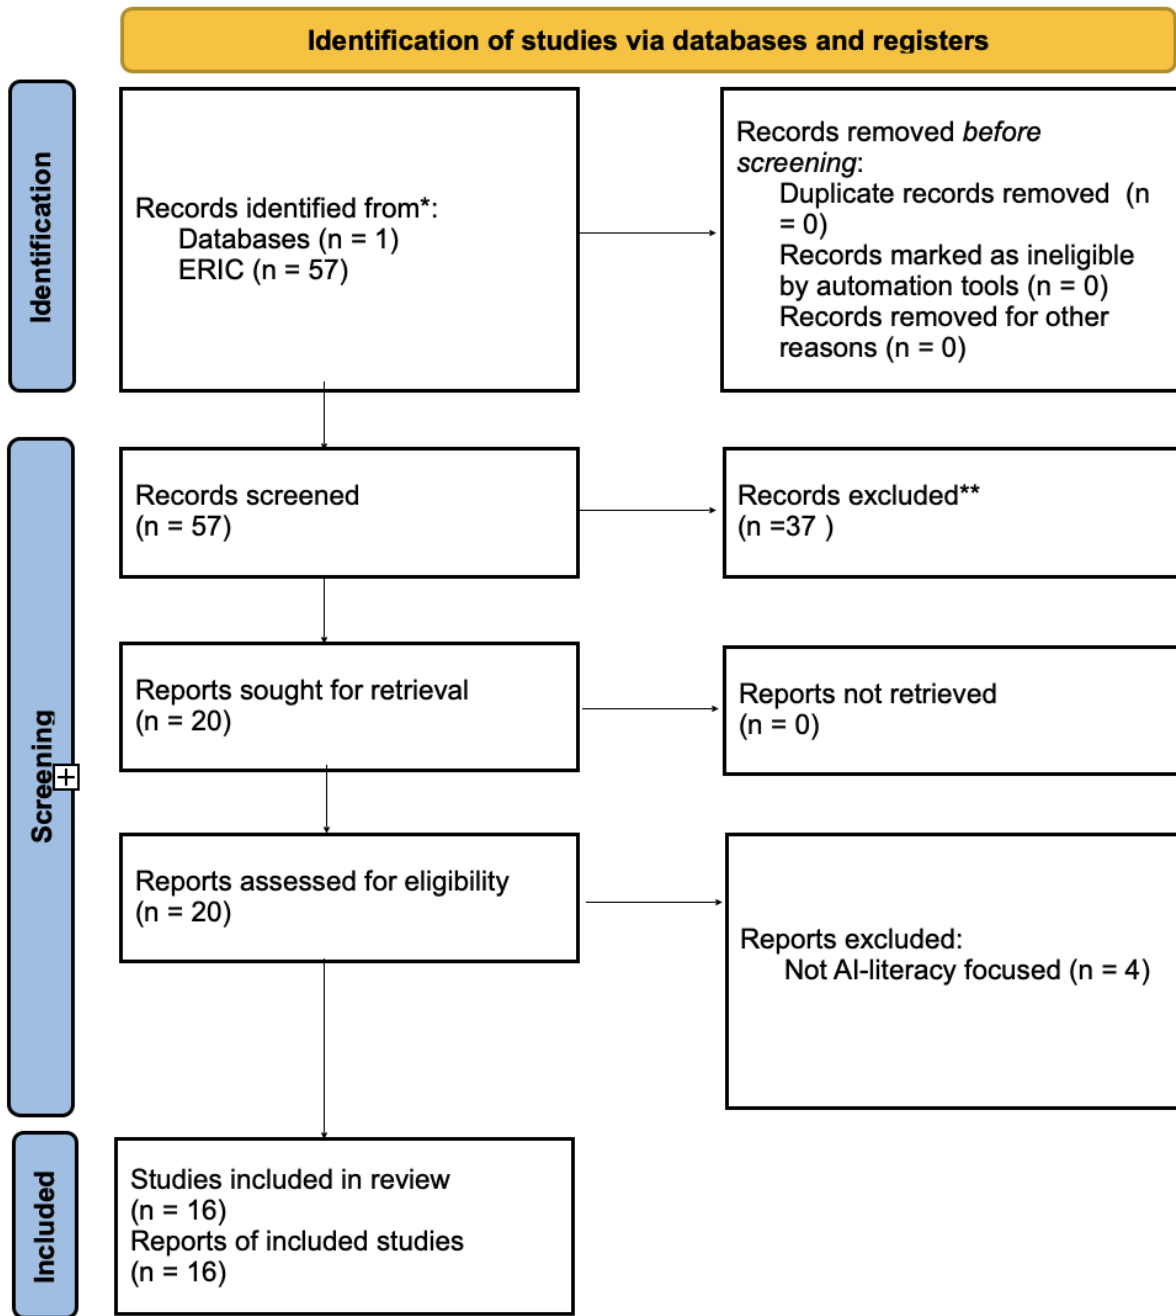 Identification of studies via databases and registers
Identification
Records identified from*:
Databases (n = 1)
ERIC (n = 57)
Records removed before
screening:
Duplicate records removed (n
= 0)
Records marked as ineligible
by automation tools (n = 0)
Records removed for other
reasons (n = 0)
Screening
Records screened
(n = 57)
Records excluded**
(n =37 )
Reports sought for retrieval
(n = 20)
Reports not retrieved
(n = 0)
Reports assessed for eligibility
(n = 20)
Reports excluded:
Not AI-literacy focused (n = 4)
Included
Studies included in review
(n = 16)
Reports of included studies
(n = 16)